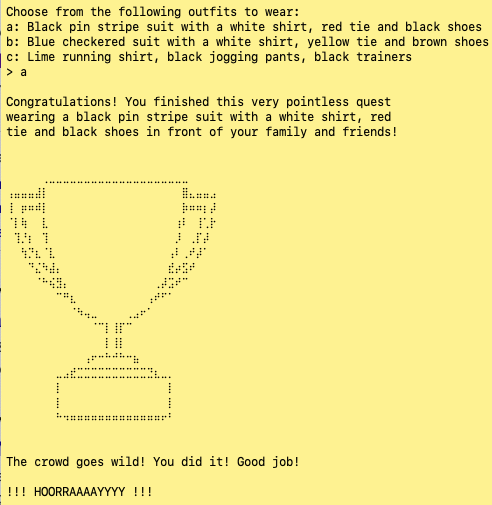 Choose from the following outfits to wear:
a: Black pin stripe suit with a white shirt, red tie and black shoes
b: Blue checkered suit with a white shirt, yellow tie and brown shoes
c: Lime running shirt, black jogging pants, black trainers
> a
Congratulations! You finished this very pointless quest
wearing a black pin stripe suit with a white shirt, red
tie and black shoes in front of your family and friends!
The crowd goes wild! You did it! Good job!
!!! HOORRAAAAYYYY !!!